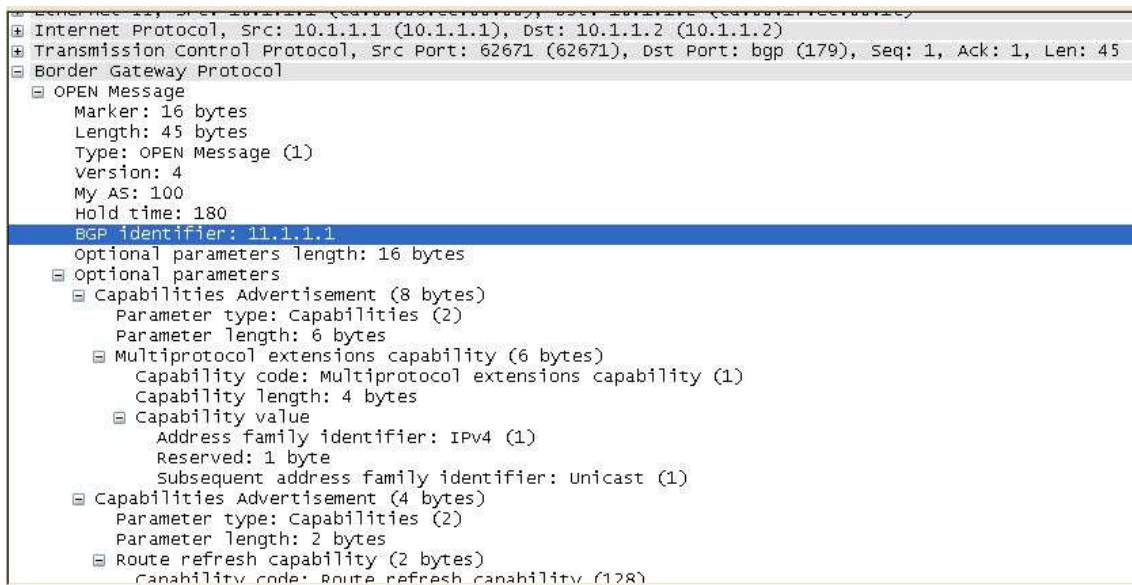 Internet Protocol, Src: 10.1.1.1 (10.1.1.1), Dst: 10.1.1.2 (10.1.1.2)
Transmission Control Protocol, Src Port: 62671 (62671), Dst Port: bgp (179), Seq: 1, Ack: 1, Len: 45
Border Gateway Protocol
OPEN Message
Marker: 16 bytes
Length: 45 bytes
Type: OPEN Message (1)
Version: 4
My AS: 100
Hold time: 180
BGP identifier: 11.1.1.1
Optional parameters length: 16 bytes
Optional parameters
Capabilities Advertisement (8 bytes)
Parameter type: Capabilities (2)
Parameter length: 6 bytes
Multiprotocol extensions capability (6 bytes)
Capability code: Multiprotocol extensions capability (1)
Capability length: 4 bytes
Capability value
Address family identifier: IPv4 (1)
Reserved: 1 byte
Subsequent address family identifier: Unicast (1)
Capabilities Advertisement (4 bytes)
Parameter type: Capabilities (2)
Parameter length: 2 bytes
Route refresh capability (2 bytes)
Capability code: Route refresh capability (128)